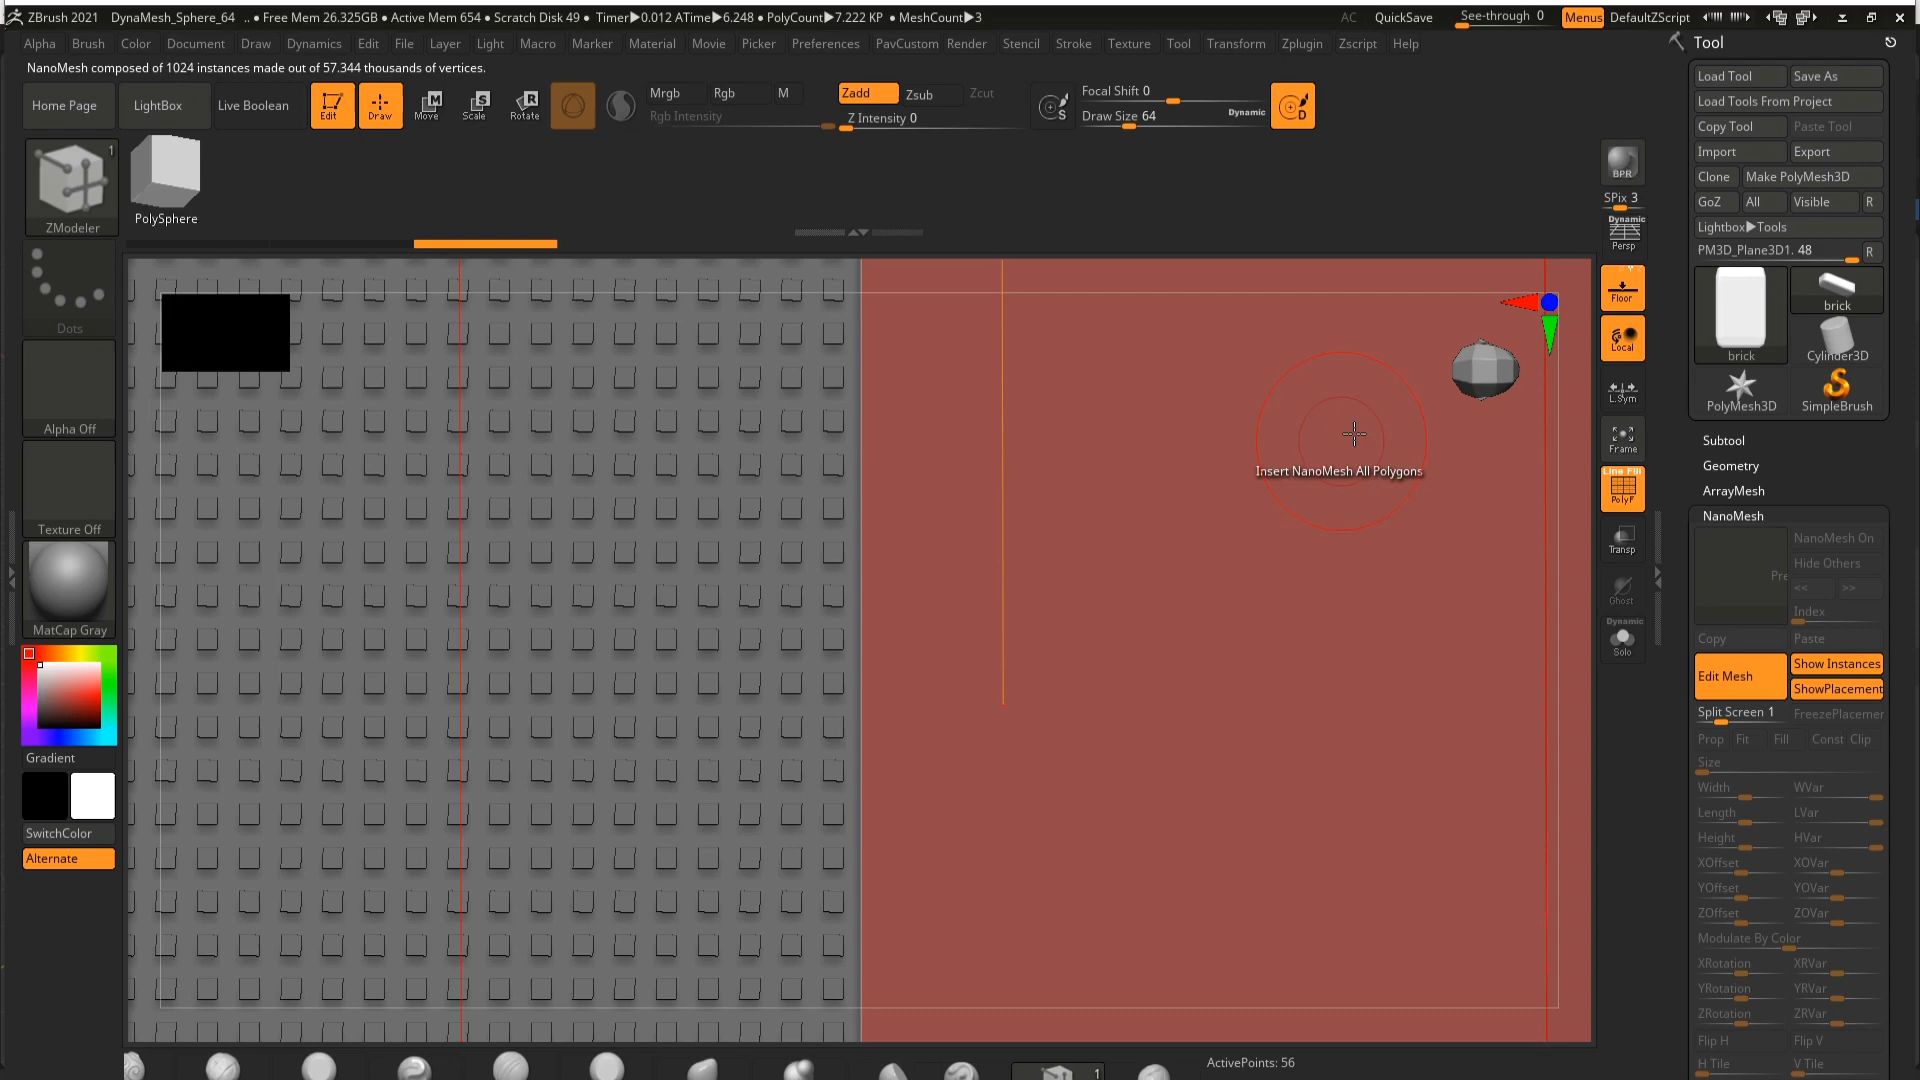 ZBrush 2021 DynaMesh_Sphere_64 .. • Free Mem 26.325GB • Active Mem 654 • Scratch Disk 49 • Timer▶0.012 ATime▶6.248 • PolyCount▶7.222 KP • MeshCount▶3 AC QuickSave See-through 0 Menus DefaultZScript
Alpha Brush Color Document Draw Dynamics Edit File Layer Light Macro Marker Material Movie Picker Preferences PavCustom Render Stencil Stroke Texture Tool Transform Zplugin Zscript Help
NanoMesh composed of 1024 instances made out of 57.344 thousands of vertices.
Home Page LightBox Live Boolean Edit Draw Move Scale Rotate
Mrgb Rgb M Zadd Zsub Zcut
Rgb Intensity Z Intensity 0
Focal Shift 0
Draw Size 64 Dynamic
S D
1
ZModeler
PolySphere
Dots
Alpha Off
Texture Off
MatCap Gray
Gradient
SwitchColor
Alternate
Insert NanoMesh All Polygons
BPR
SPix 3
Dynamic
Persp
Floor
Local
L.Sym
Frame
Line Fill
PolyF
Transp
Ghost
Dynamic
Solo
Tool
Load Tool Save As
Load Tools From Project
Copy Tool Paste Tool
Import Export
Clone Make PolyMesh3D
GoZ All Visible R
Lightbox▶Tools
PM3D_Plane3D1. 48 R
brick
brick Cylinder3D
PolyMesh3D SimpleBrush
Subtool
Geometry
ArrayMesh
NanoMesh
NanoMesh On
Hide Others
Pre
<< >>
Index
Copy Paste
Edit Mesh Show Instances
ShowPlacement
Split Screen 1 FreezePlacemer
Prop Fit Fill Const Clip
Size
Width WVar
Length LVar
Height HVar
XOffset XOVar
YOffset YOVar
ZOffset ZOVar
Modulate By Color
XRotation XRVar
YRotation YRVar
ZRotation ZRVar
Flip H Flip V
H Tile V Tile
1
ActivePoints: 56